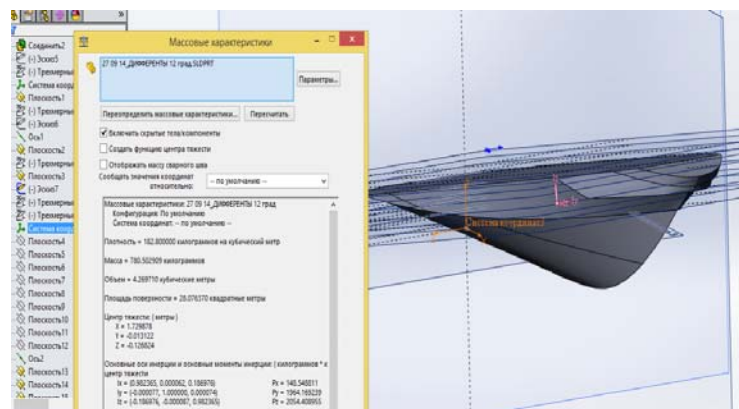 »
Соединить2
(-) Эскиз5
(-) Трехмерны
Система коорд
Плоскость1
(-) Трехмерны
(-) Эскиз6
Ось1
Плоскость2
(-) Трехмерны
Плоскость3
(-) Эскиз7
(-) Трехмерны
(-) Трехмерны
Система коорд
Плоскость4
Плоскость5
Плоскость6
Плоскость7
Плоскость8
Плоскость9
Плоскость10
Плоскость11
Плоскость12
Ось2
Плоскость13
Плоскость14
Массовые характеристики
27 09 14_ДИФФЕРЕНТЫ 12 град.SLDPRT
Параметры...
Переопределить массовые характеристики...
Пересчитать
Включить скрытые тела/компоненты
Создать функцию центра тяжести
Отображать массу сварного шва
Сообщать значения координат относительно:
-- по умолчанию --
Массовые характеристики: 27 09 14_ДИФФЕРЕНТЫ 12 град
Конфигурация: По умолчанию
Система координат: -- по умолчанию --
Плотность = 182.800000 килограммов на кубический метр
Масса = 780.502909 килограммов
Объем = 4.269710 кубические метры
Площадь поверхности = 28.076370 квадратные метры
Центр тяжести: ( метры )
X = 1.729878
Y = -0.013122
Z = -0.126824
Основные оси инерции и основные моменты инерции: ( килограммов *
центр тяжести
Ix = (0.982365, 0.000062, 0.186976) Px = 148.548811
Iy = (-0.000077, 1.000000, 0.000074) Py = 1964.169239
Iz = (-0.186976, -0.000087, 0.982365) Pz = 2054.408955
Система координат2